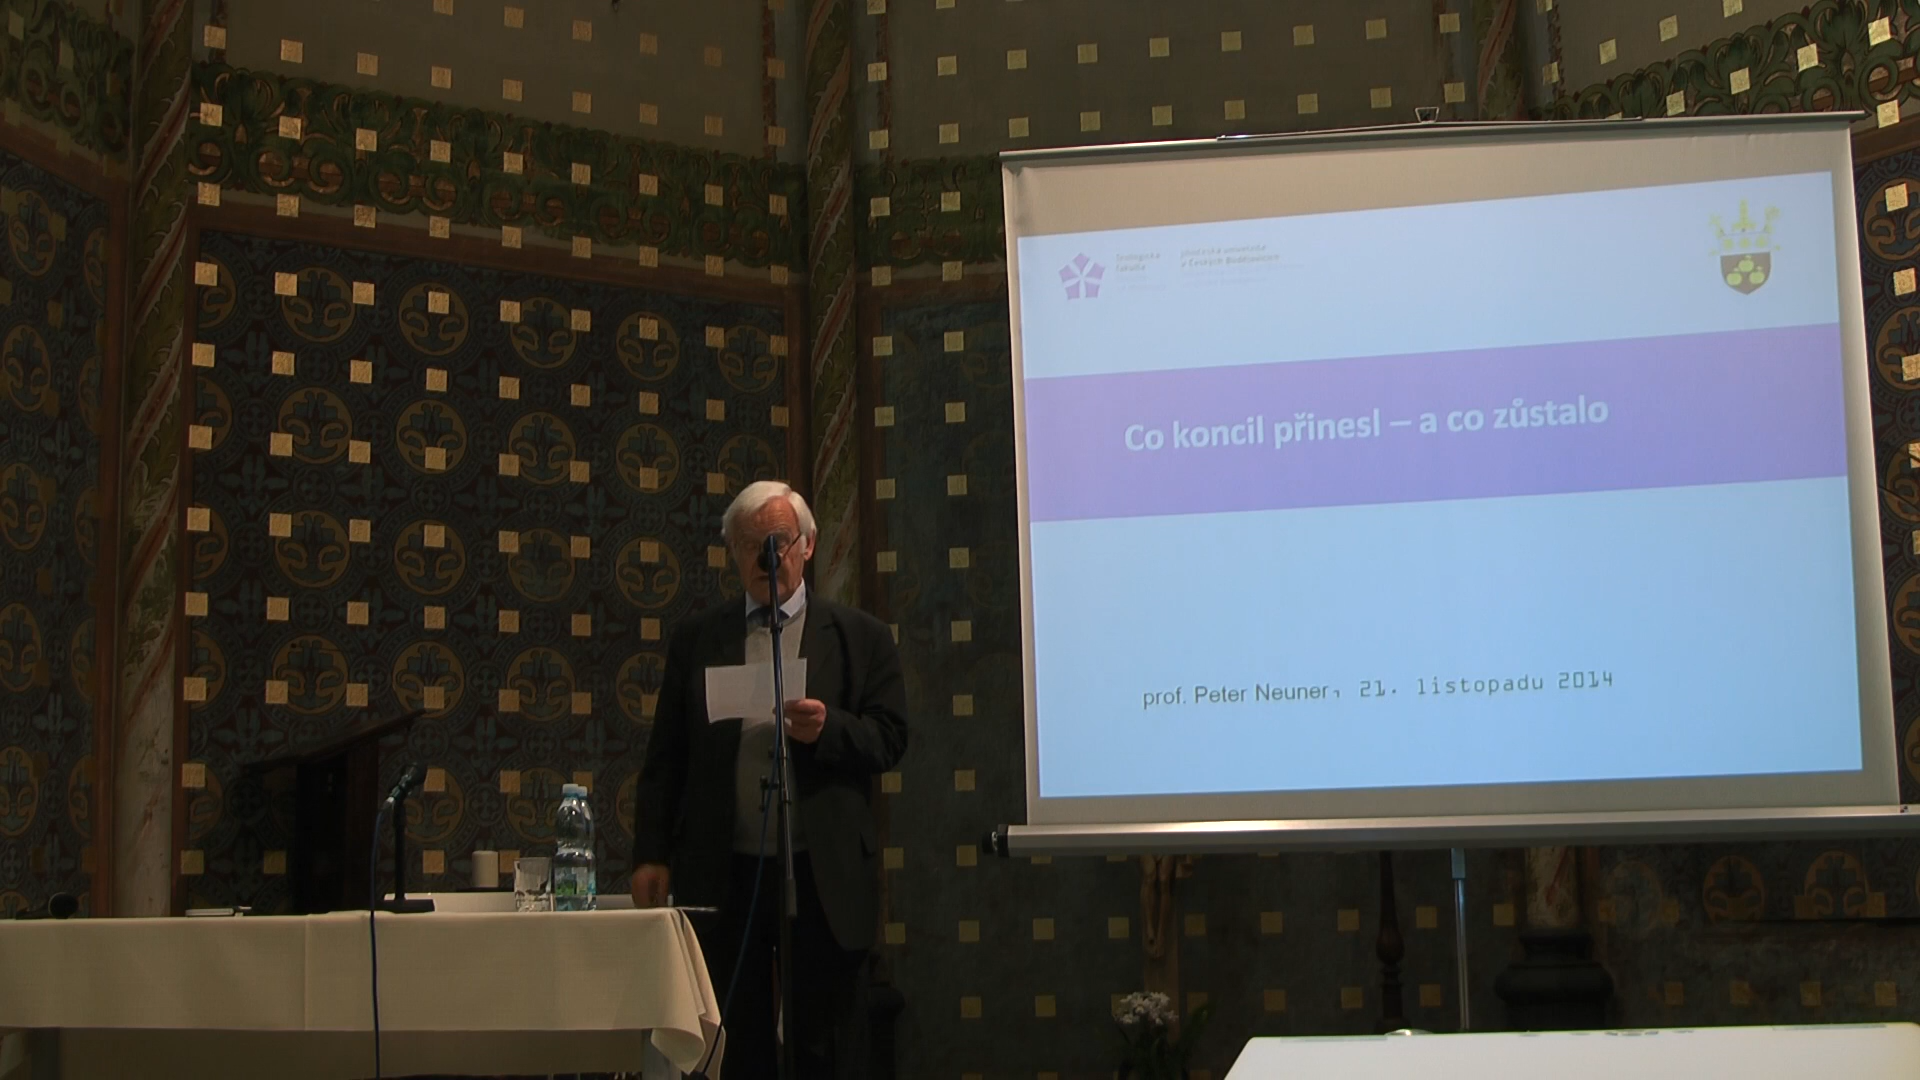 Teologická
fakulta
Jihočeská univerzita
v Českých Budějovicích
Co koncil přinesl – a co zůstalo
prof. Peter Neuner, 21. listopadu 2014